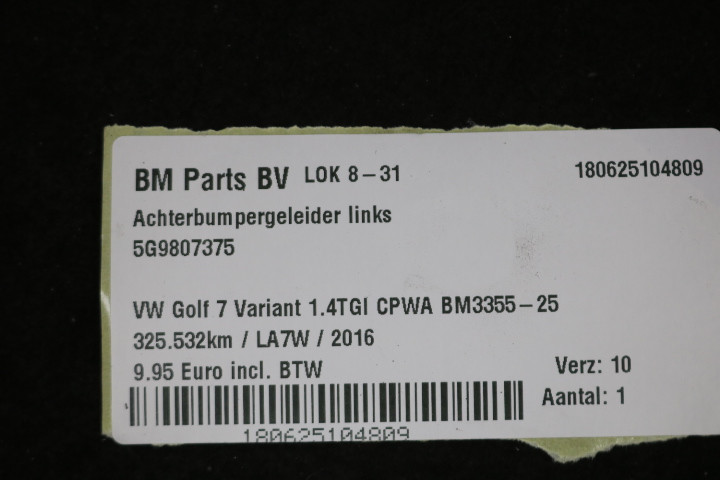 BM Parts BV LOK 8-31 180625104809
Achterbumpergeleider links
5G9807375
VW Golf 7 Variant 1.4TGI CPWA BM3355-25
325.532km / LA7W / 2016
9.95 Euro incl. BTW Verz: 10
Aantal: 1
180625104809